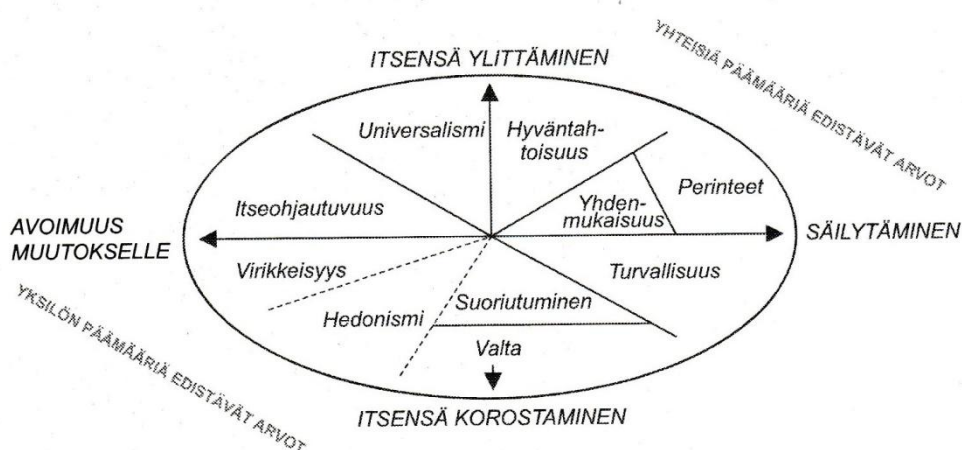 ITSENSÄ YLITTÄMINEN
YHTEISIÄ PÄÄMÄÄRIÄ EDISTÄVÄT ARVOT
Universalismi
Hyväntah-
toisuus
Perinteet
Itseohjautuvuus
Yhden-
mukaisuus
AVOIMUUS
MUUTOKSELLE
SÄILYTÄMINEN
Virikkeisyys
Turvallisuus
Hedonismi
Suoriutuminen
Valta
YKSILÖN PÄÄMÄÄRIÄ EDISTÄVÄT ARVOT
ITSENSÄ KOROSTAMINEN